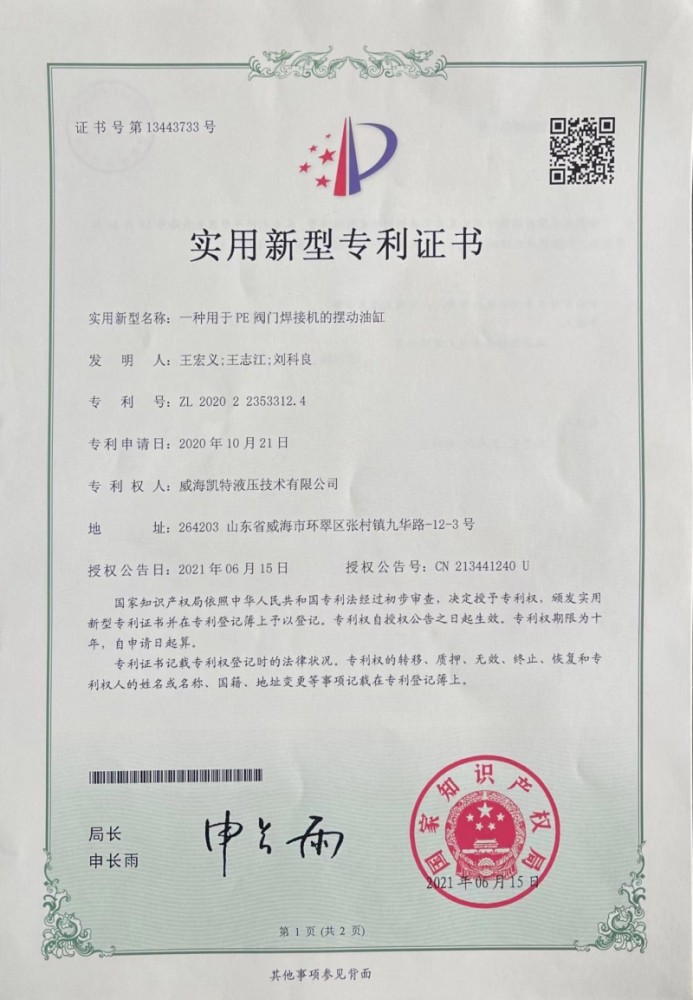 证书号第13443733号
实用新型专利证书
实用新型名称：一种用于PE阀门焊接机的摆动油缸
发明人：王宏义;王志江;刘科良
专利号：ZL 2020 2 2353312.4
专利申请日：2020年10月21日
专利权人：威海凯特液压技术有限公司
地址：264203 山东省威海市环翠区张村镇九华路-12-3号
授权公告日：2021年06月15日 授权公告号：CN 213441240 U
国家知识产权局依照中华人民共和国专利法经过初步审查，决定授予专利权，颁发实用
新型专利证书并在专利登记簿上予以登记。专利权自授权公告之日起生效。专利权期限为十
年，自申请日起算。
专利证书记载专利权登记时的法律状况。专利权的转移、质押、无效、终止、恢复和专
利权人的姓名或名称、国籍、地址变更等事项记载在专利登记簿上。
局长
申长雨
申长雨
国家知识产权局
2021年06月15日
第1页(共2页)
其他事项参见背面